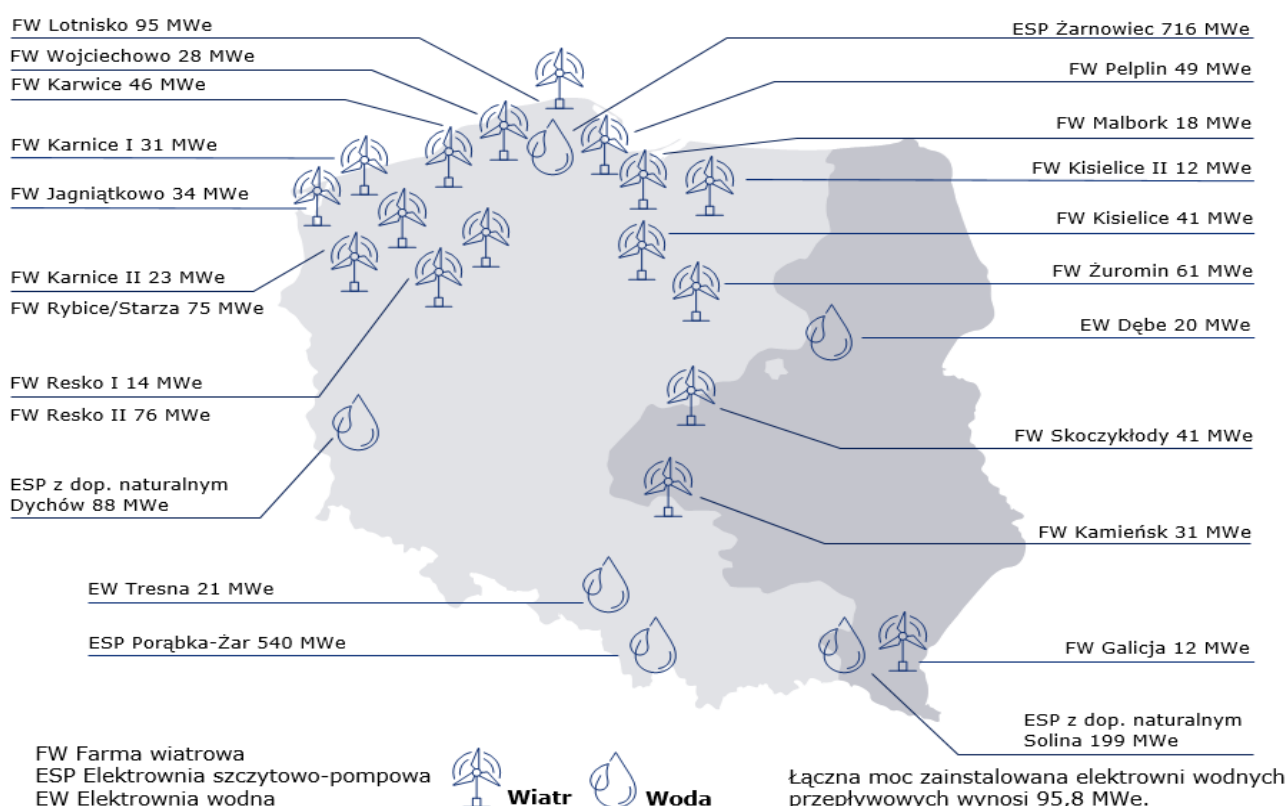 FW Lotnisko 95 MWe
FW Wojciechowo 28 MWe
FW Karwice 46 MWe
FW Karnice I 31 MWe
FW Jagniątkowo 34 MWe
FW Karnice II 23 MWe
FW Rybice/Starza 75 MWe
FW Resko I 14 MWe
FW Resko II 76 MWe
ESP z dop. naturalnym
Dychów 88 MWe
EW Tresna 21 MWe
ESP Porąbka-Żar 540 MWe
ESP Żarnowiec 716 MWe
FW Pelplin 49 MWe
FW Malbork 18 MWe
FW Kisielice II 12 MWe
FW Kisielice 41 MWe
FW Żuromin 61 MWe
EW Dębe 20 MWe
FW Skoczykłody 41 MWe
FW Kamieńsk 31 MWe
FW Galicja 12 MWe
ESP z dop. naturalnym
Solina 199 MWe
FW Farma wiatrowa
ESP Elektrownia szczytowo-pompowa
EW Elektrownia wodna
Wiatr
Woda
Łączna moc zainstalowana elektrowni wodnych
przepływowych wynosi 95,8 MWe.